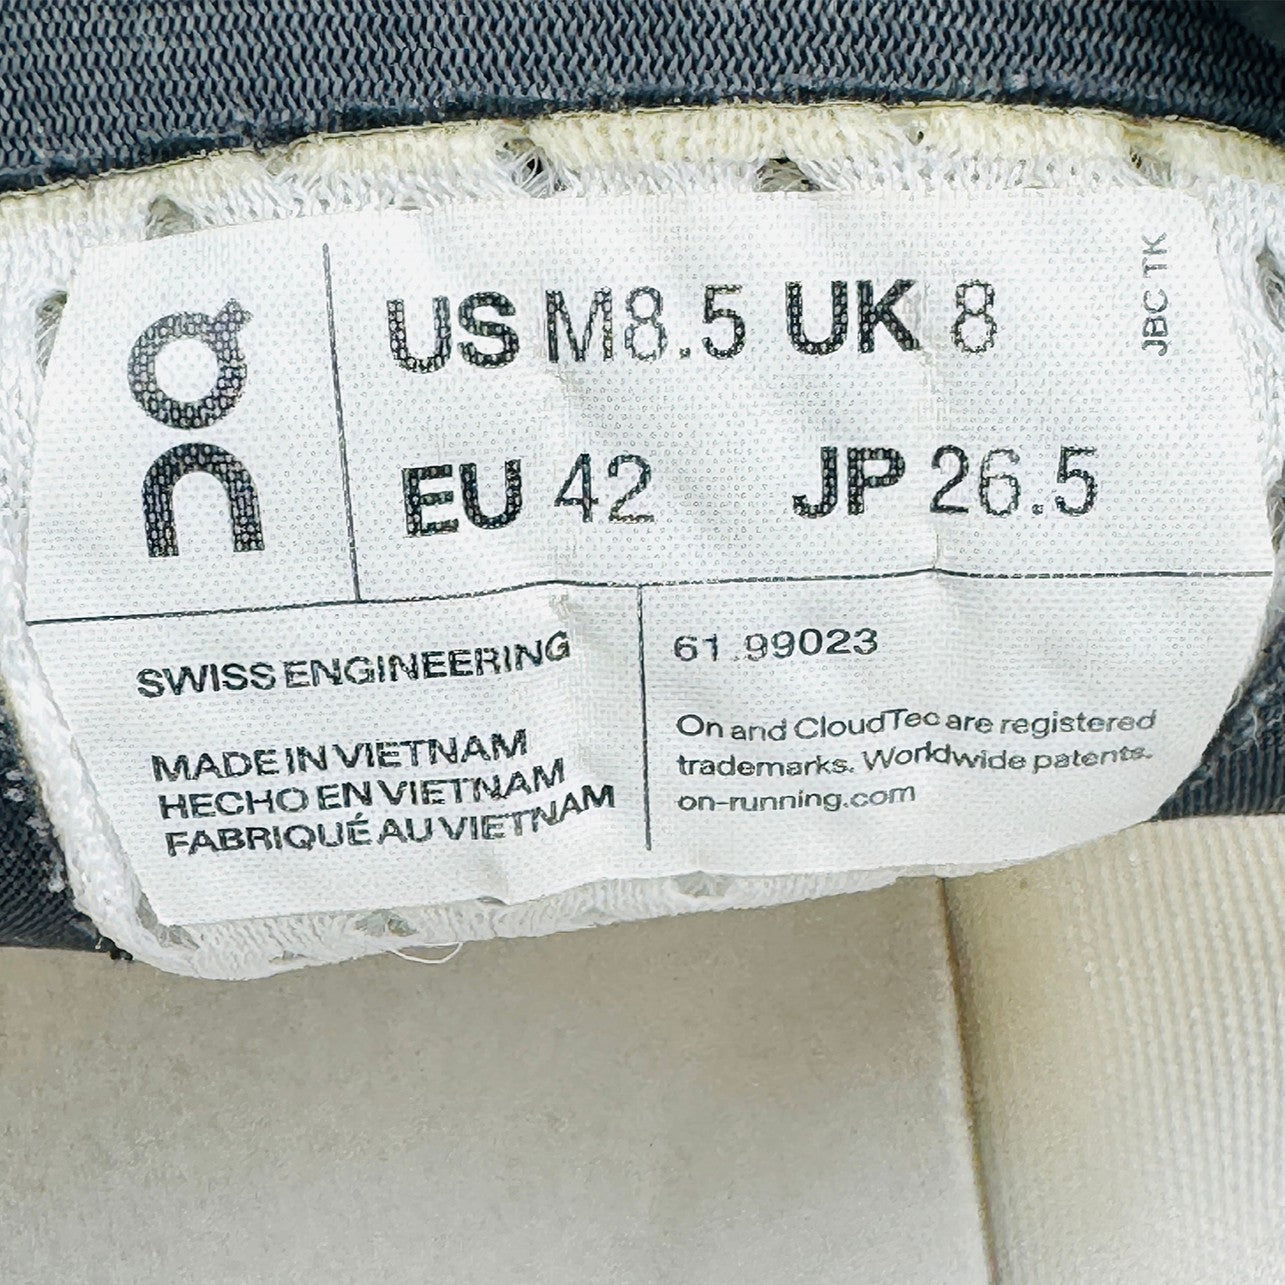 on
US M8.5 UK 8
JBC TK
EU 42 JP 26.5
SWISS ENGINEERING
MADE IN VIETNAM
HECHO EN VIETNAM
FABRIQUÉ AU VIETNAM
61.99023
On and CloudTec are registered
trademarks. Worldwide patents.
on-running.com